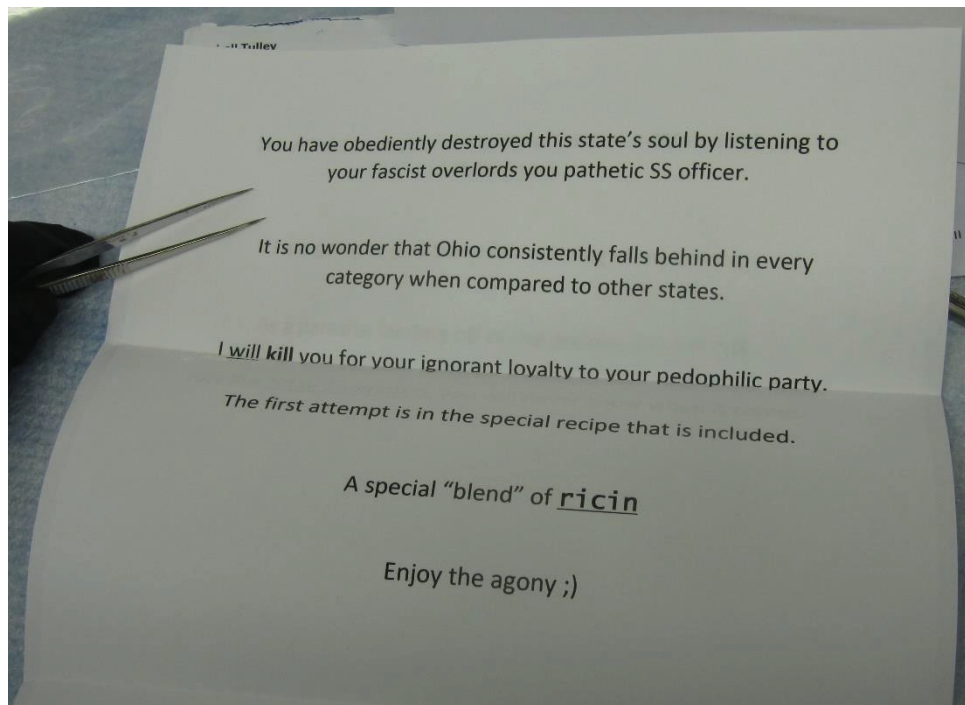 Tulley
You have obediently destroyed this state's soul by listening to
your fascist overlords you pathetic SS officer.
It is no wonder that Ohio consistently falls behind in every
category when compared to other states.
I will kill you for your ignorant loyalty to your pedophilic party.
The first attempt is in the special recipe that is included.
A special “blend” of ricin
Enjoy the agony ;)